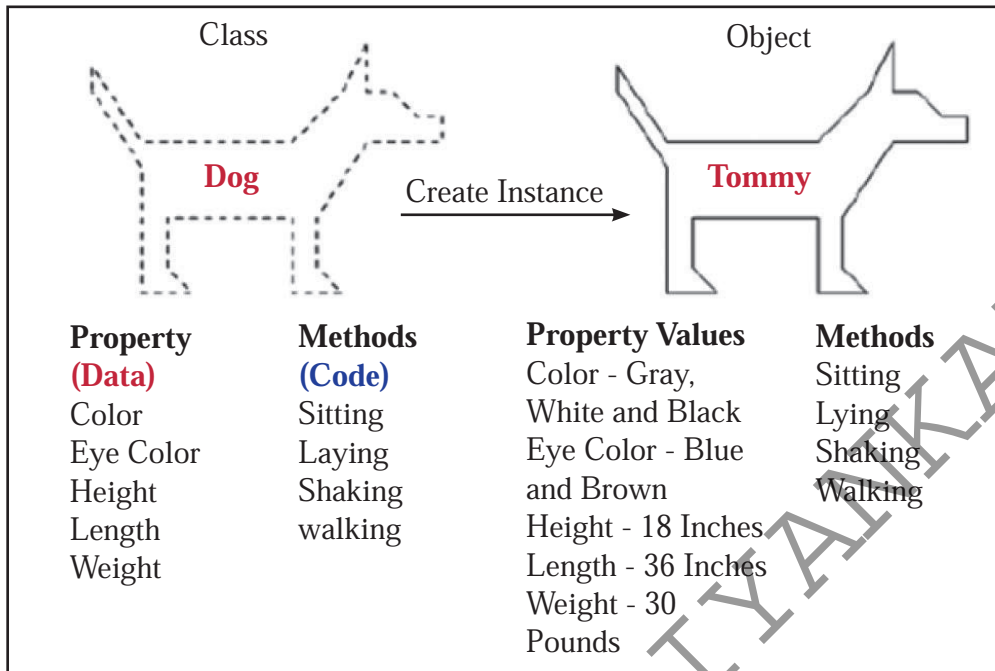 Class
Object
Dog
Create Instance
Tommy
Property
(Data)
Color
Eye Color
Height
Length
Weight
Methods
(Code)
Sitting
Laying
Shaking
walking
Property Values
Color - Gray,
White and Black
Eye Color - Blue
and Brown
Height - 18 Inches
Length - 36 Inches
Weight - 30
Pounds
Methods
Sitting
Lying
Shaking
Walking